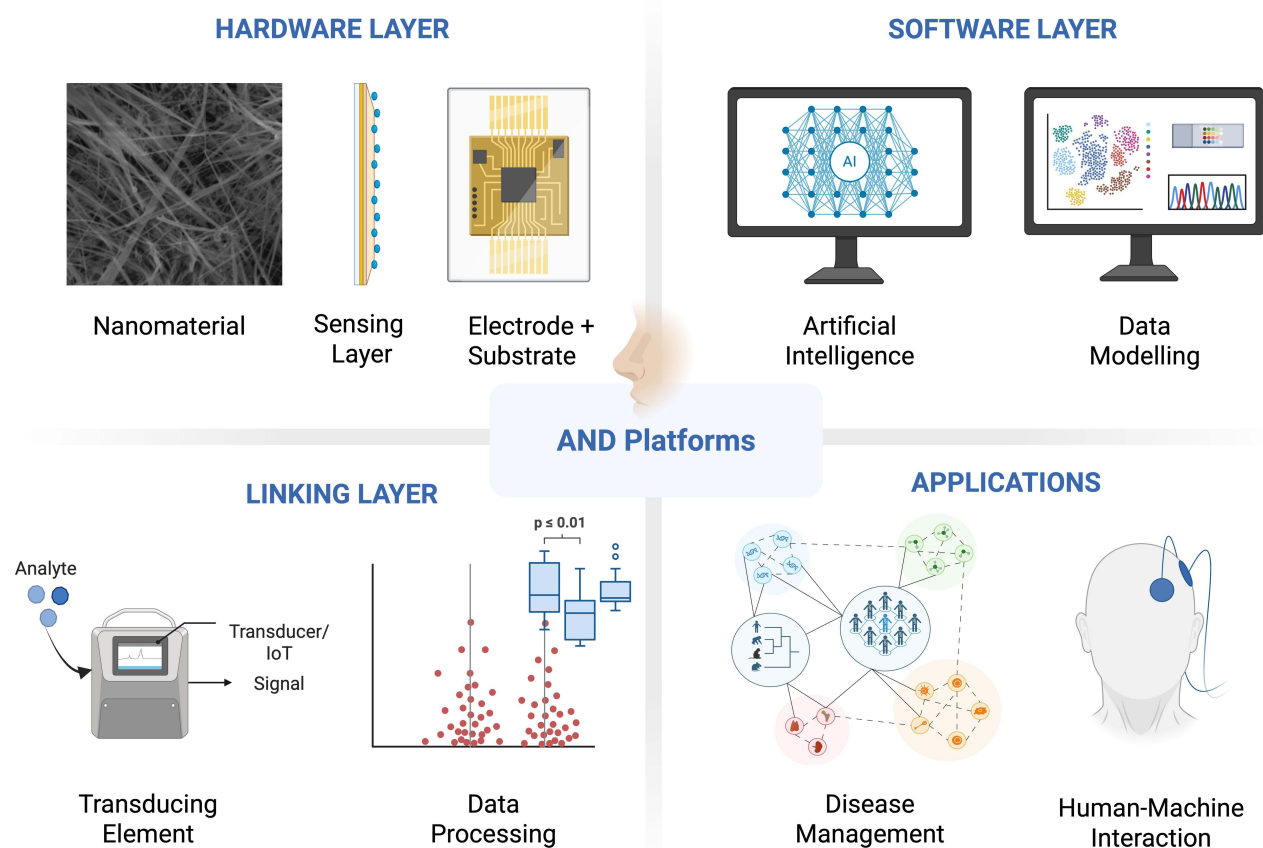 HARDWARE LAYER
Nanomaterial
Sensing
Layer
Electrode +
Substrate
SOFTWARE LAYER
AI
Artificial
Intelligence
Data
Modelling
AND Platforms
LINKING LAYER
Analyte
Transducer/
IoT
Signal
Transducing
Element
p ≤ 0.01
Data
Processing
APPLICATIONS
Disease
Management
Human-Machine
Interaction